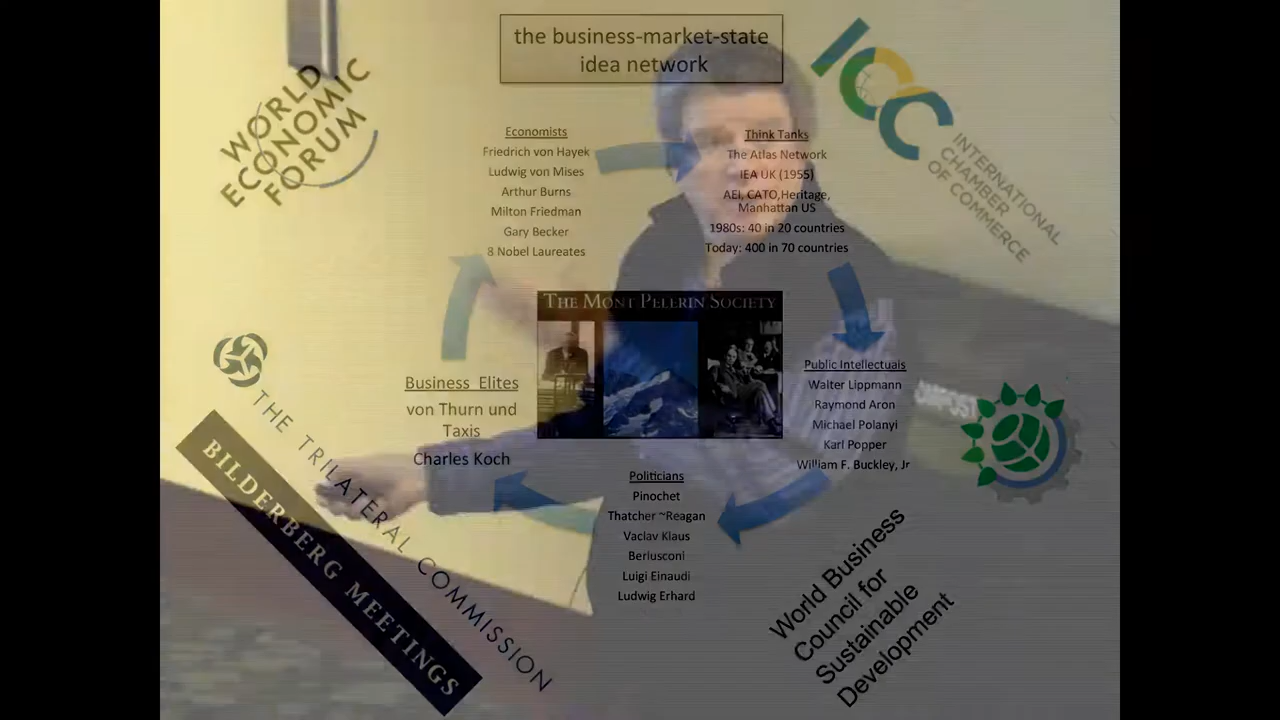 the business-market-state
idea network
WORLD
ECONOMIC
FORUM
ICC
INTERNATIONAL
CHAMBER
OF COMMERCE
Economists
Friedrich von Hayek
Ludwig von Mises
Arthur Burns
Milton Friedman
Gary Becker
8 Nobel Laureates
Think Tanks
The Atlas Network
IEA UK (1955)
AEI, CATO,Heritage,
Manhattan US
1980s: 40 in 20 countries
Today: 400 in 70 countries
THE MONT PELERIN SOCIETY
Public Intellectuals
Walter Lippmann
Raymond Aron
Michael Polanyi
Karl Popper
William F. Buckley, Jr
COMPOST
Business Elites
von Thurn und
Taxis
Charles Koch
Politicians
Pinochet
Thatcher ~Reagan
Vaclav Klaus
Berlusconi
Luigi Einaudi
Ludwig Erhard
THE TRILATERAL COMMISSION
BILDERBERG MEETINGS
World Business
Council for
Sustainable
Development